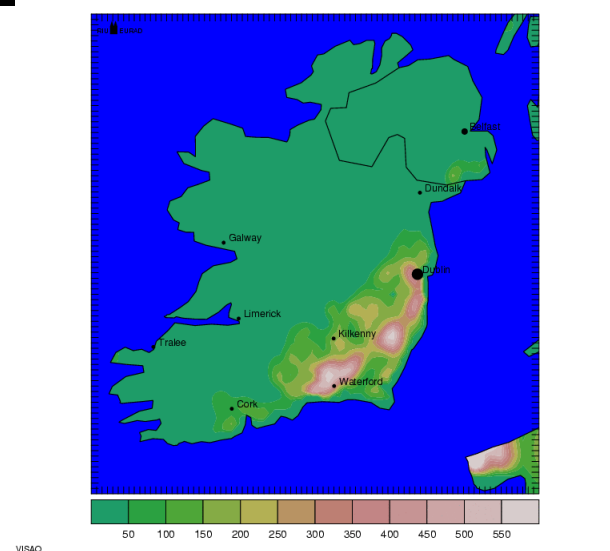 Belfast
Dundalk
Galway
Dublin
Limerick
Kilkenny
Tralee
Waterford
Cork
50 100 150 200 250 300 350 400 450 500 550
VISAO